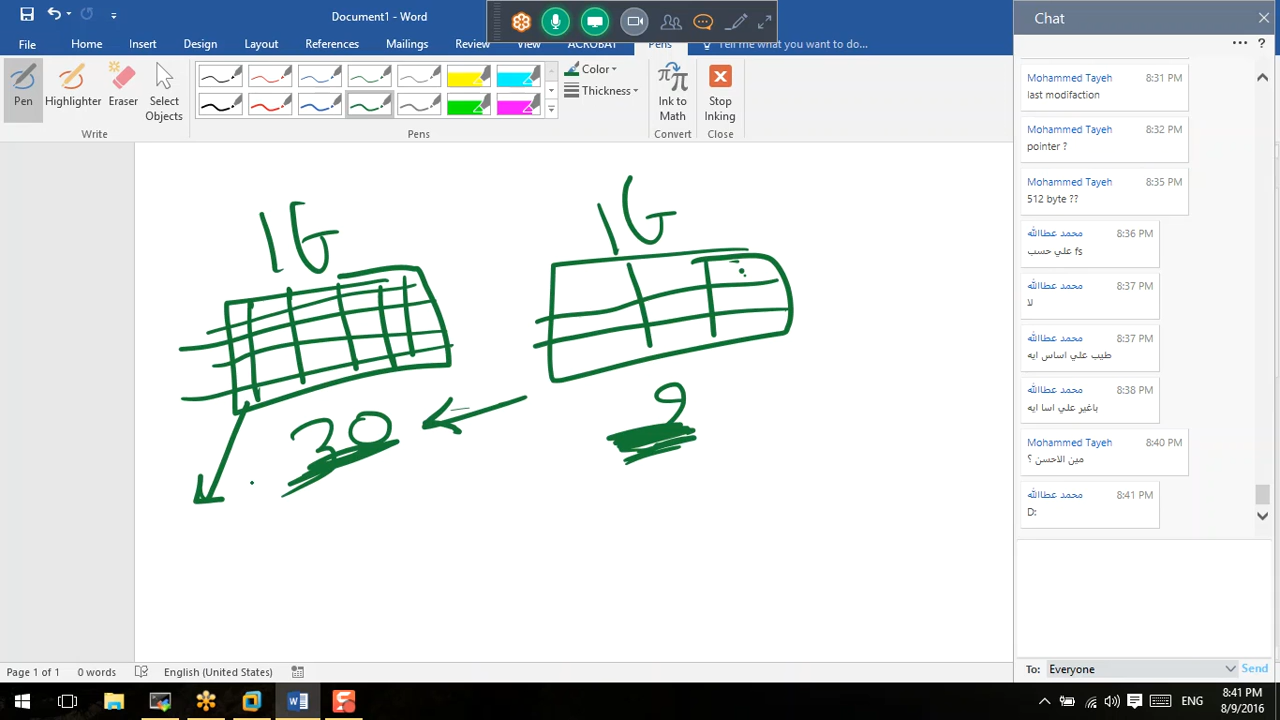 Document1 - Word
Chat
File
Home
Insert
Design
Layout
References
Mailings
Review
View
ACROBAT
Pens
Tell me what you want to do...
Pen
Highlighter
Eraser
Select Objects
Color
Thickness
Ink to Math
Stop Inking
Write
Pens
Convert
Close
1G
1G
30
9
Mohammed Tayeh 8:31 PM
last modifaction
Mohammed Tayeh 8:32 PM
pointer ?
Mohammed Tayeh 8:35 PM
512 byte ??
محمد عطاالله 8:36 PM
علي حسب fs
محمد عطاالله 8:37 PM
لا
محمد عطاالله 8:37 PM
طيب علي اساس ايه
محمد عطاالله 8:38 PM
باغير علي اسا ايه
Mohammed Tayeh 8:40 PM
مين الاحسن ؟
محمد عطاالله 8:41 PM
D:
To: Everyone Send
Page 1 of 1 0 words English (United States)
ENG 8:41 PM
8/9/2016